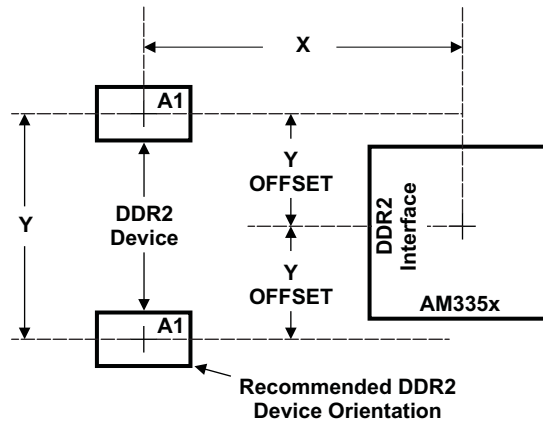 X
A1
Y
OFFSET
DDR2
Interface
Y
DDR2
Device
Y
OFFSET
AM335x
A1
Recommended DDR2
Device Orientation